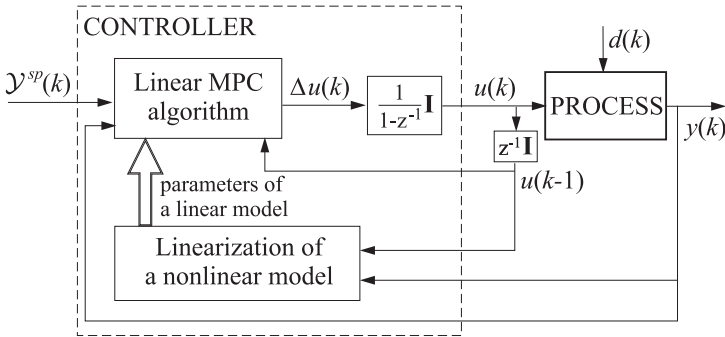 CONTROLLER
𝒴ˢᵖ(k)
Linear MPC
algorithm
Δu(k)
1
1-z⁻¹ I
u(k)
d(k)
PROCESS
y(k)
z⁻¹ I
u(k-1)
parameters of
a linear model
Linearization of
a nonlinear model